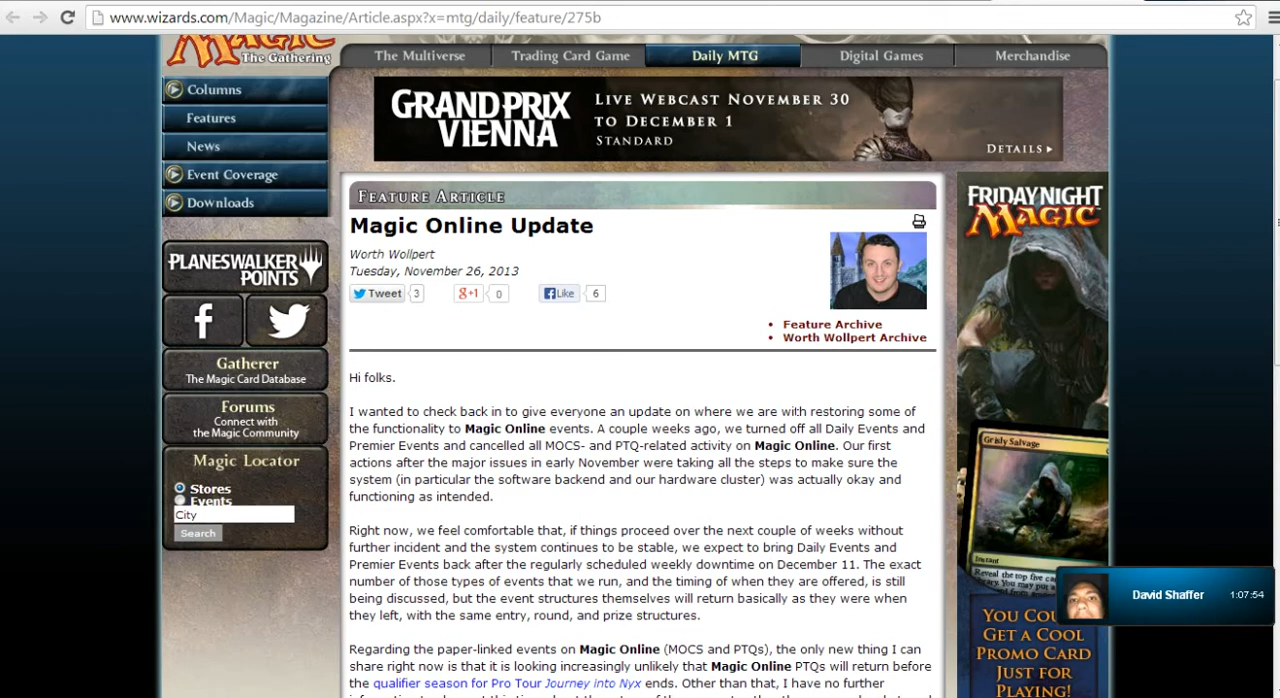 www.wizards.com/Magic/Magazine/Article.aspx?x=mtg/daily/feature/275b
MAGIC
The Gathering
The Multiverse
Trading Card Game
Daily MTG
Digital Games
Merchandise
Columns
Features
News
Event Coverage
Downloads
GRAND PRIX
VIENNA
LIVE WEBCAST NOVEMBER 30
TO DECEMBER 1
STANDARD
DETAILS
PLANESWALKER
POINTS
Gatherer
The Magic Card Database
Forums
Connect with
the Magic Community
Magic Locator
Stores
Events
City
Search
FEATURE ARTICLE
Magic Online Update
Worth Wollpert
Tuesday, November 26, 2013
Tweet 3
g+1 0
Like 6
• Feature Archive
• Worth Wollpert Archive
Hi folks.
I wanted to check back in to give everyone an update on where we are with restoring some of
the functionality to Magic Online events. A couple weeks ago, we turned off all Daily Events and
Premier Events and cancelled all MOCS- and PTQ-related activity on Magic Online. Our first
actions after the major issues in early November were taking all the steps to make sure the
system (in particular the software backend and our hardware cluster) was actually okay and
functioning as intended.
Right now, we feel comfortable that, if things proceed over the next couple of weeks without
further incident and the system continues to be stable, we expect to bring Daily Events and
Premier Events back after the regularly scheduled weekly downtime on December 11. The exact
number of those types of events that we run, and the timing of when they are offered, is still
being discussed, but the event structures themselves will return basically as they were when
they left, with the same entry, round, and prize structures.
Regarding the paper-linked events on Magic Online (MOCS and PTQs), the only new thing I can
share right now is that it is looking increasingly unlikely that Magic Online PTQs will return before
the qualifier season for Pro Tour Journey into Nyx ends. Other than that, I have no further
FRIDAY NIGHT
MAGIC
Grisly Salvage
Instant
Reveal the top five
You may put
David Shaffer
1:07:54
YOU
GET A COOL
PROMO CARD
JUST FOR
PLAYING!